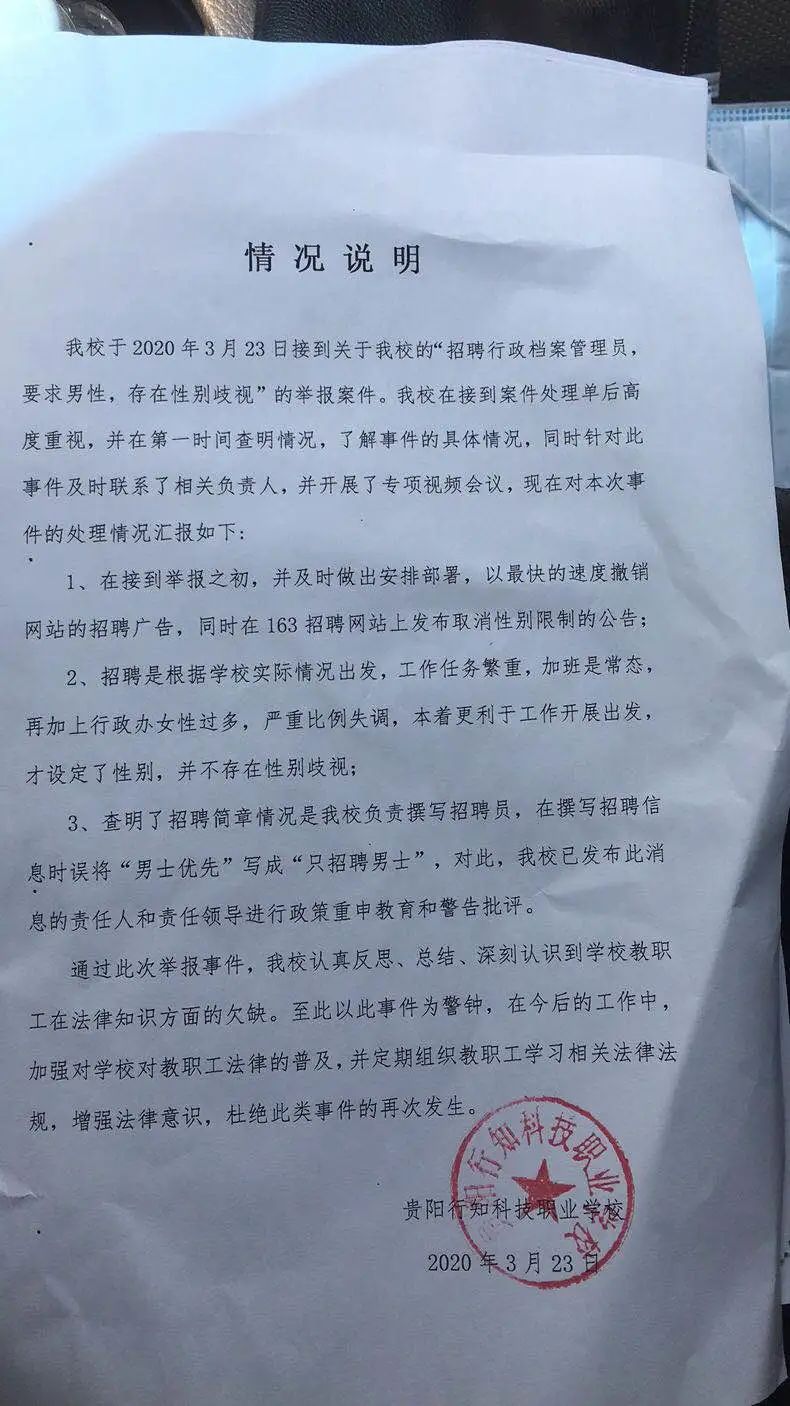 情况说明
我校于2020年3月23日接到关于我校的“招聘行政档案管理员，
要求男性，存在性别歧视”的举报案件。我校在接到案件处理单后高
度重视，并在第一时间查明情况，了解事件的具体情况，同时针对此
事件及时联系了相关负责人，并开展了专项视频会议，现在对本次事
件的处理情况汇报如下：
1、在接到举报之初，并及时做出安排部署，以最快的速度撤销
网站的招聘广告，同时在163招聘网站上发布取消性别限制的公告；
2、招聘是根据学校实际情况出发，工作任务繁重，加班是常态，
再加上行政办女性过多，严重比例失调，本着更利于工作开展出发，
才设定了性别，并不存在性别歧视；
3、查明了招聘简章情况是我校负责撰写招聘员，在撰写招聘信
息时误将“男士优先”写成“只招聘男士”，对此，我校已发布此消
息的责任人和责任领导进行政策重申教育和警告批评。
通过此次举报事件，我校认真反思、总结、深刻认识到学校教职
工在法律知识方面的欠缺。至此以此事件为警钟，在今后的工作中，
加强对学校对教职工法律的普及，并定期组织教职工学习相关法律法
规，增强法律意识，杜绝此类事件的再次发生。
贵阳行知科技职业学校
2020年3月23日
阳行知科技职业学校